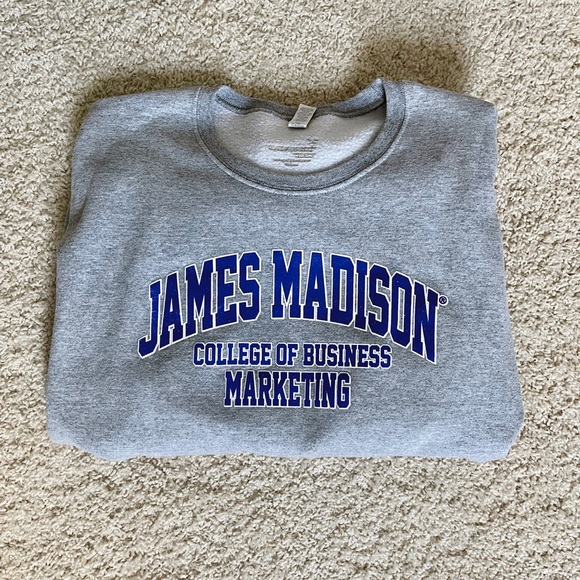 JAMES MADISON®
COLLEGE OF BUSINESS
MARKETING